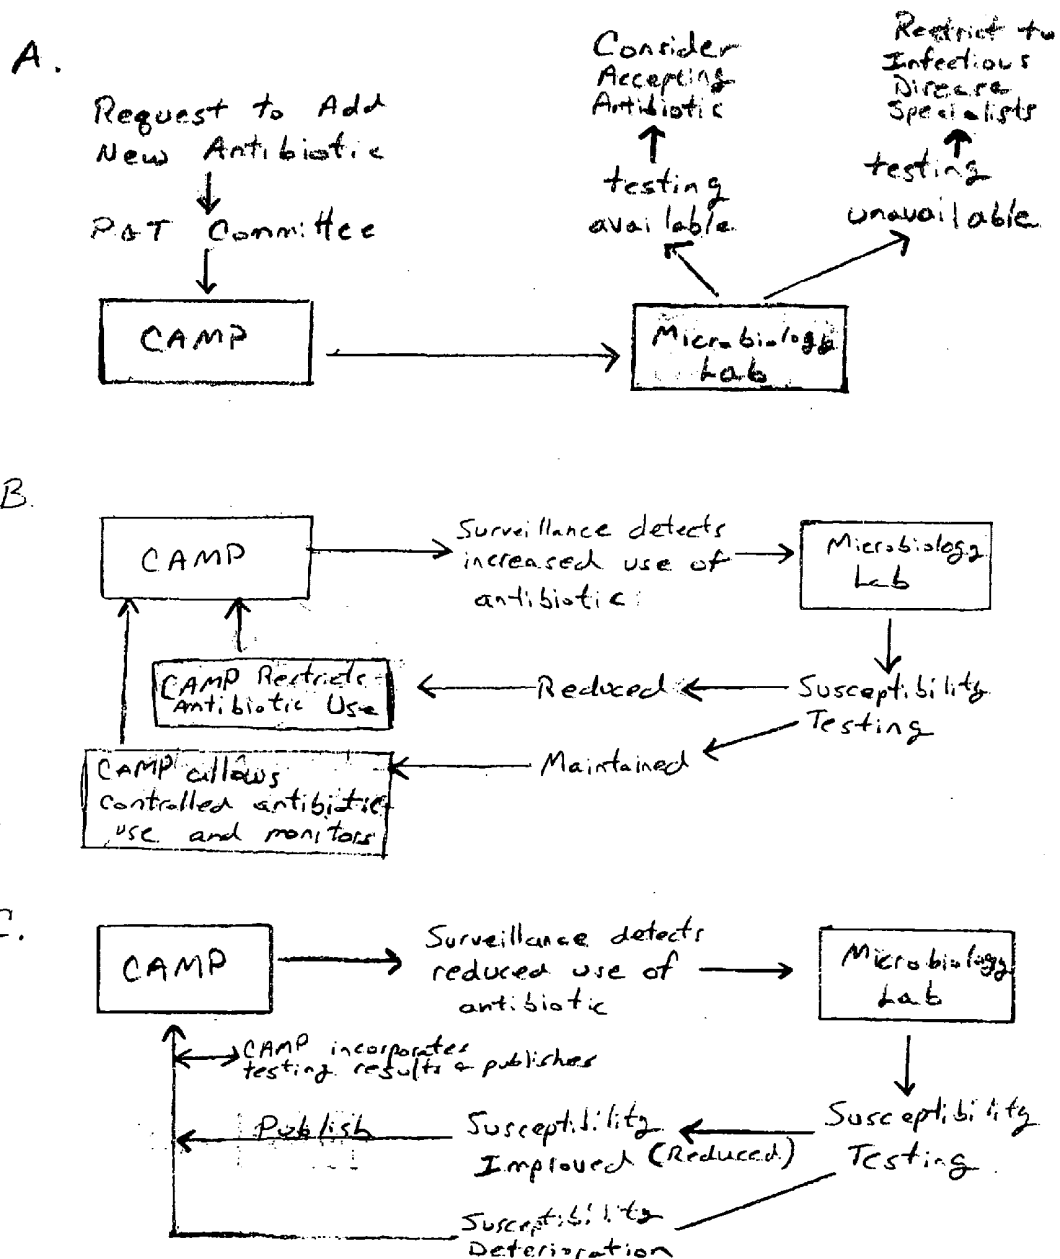 A.
Request to Add
New Antibiotic
P&T Committee
CAMP
Consider
Accepting
Antibiotic
testing
available
Restrict to
Infectious
Disease
Specialists
testing
unavailable
Microbiology
Lab
B.
CAMP
Surveillance detects
increased use of
antibiotic
Microbiology
Lab
CAMP Restricts
Antibiotic Use
Reduced
Susceptibility
Testing
CAMP allows
controlled antibiotic
use and monitors
Maintained
C.
CAMP
Surveillance detects
reduced use of
antibiotic
Microbiology
Lab
CAMP incorporates
testing results & publishes
Publish
Susceptibility
Improved (Reduced)
Susceptibility
Testing
Susceptibility
Deterioration